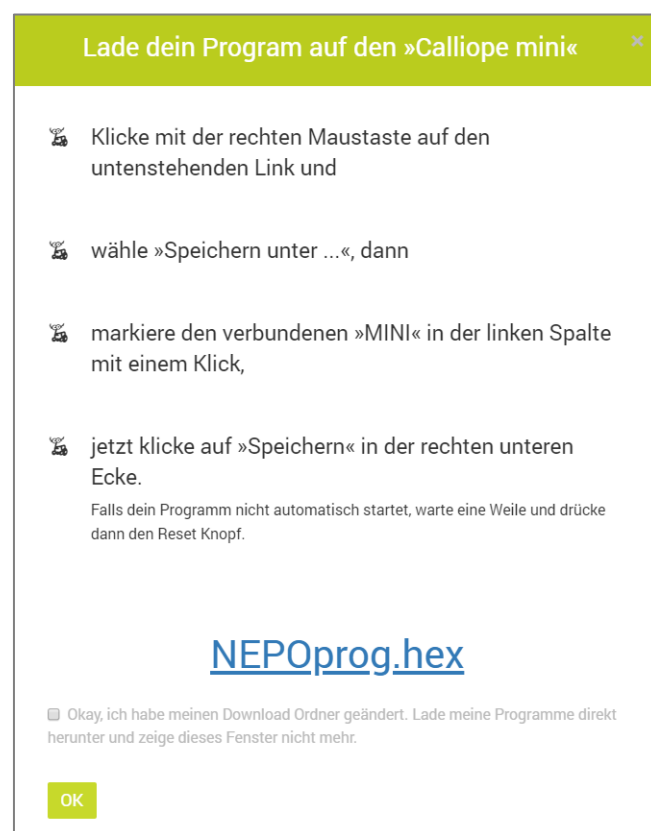 Lade dein Program auf den »Calliope mini« ×
Klicke mit der rechten Maustaste auf den
untenstehenden Link und
wähle »Speichern unter ...«, dann
markiere den verbundenen »MINI« in der linken Spalte
mit einem Klick,
jetzt klicke auf »Speichern« in der rechten unteren
Ecke.
Falls dein Programm nicht automatisch startet, warte eine Weile und drücke
dann den Reset Knopf.
NEPOprog.hex
Okay, ich habe meinen Download Ordner geändert. Lade meine Programme direkt
herunter und zeige dieses Fenster nicht mehr.
OK